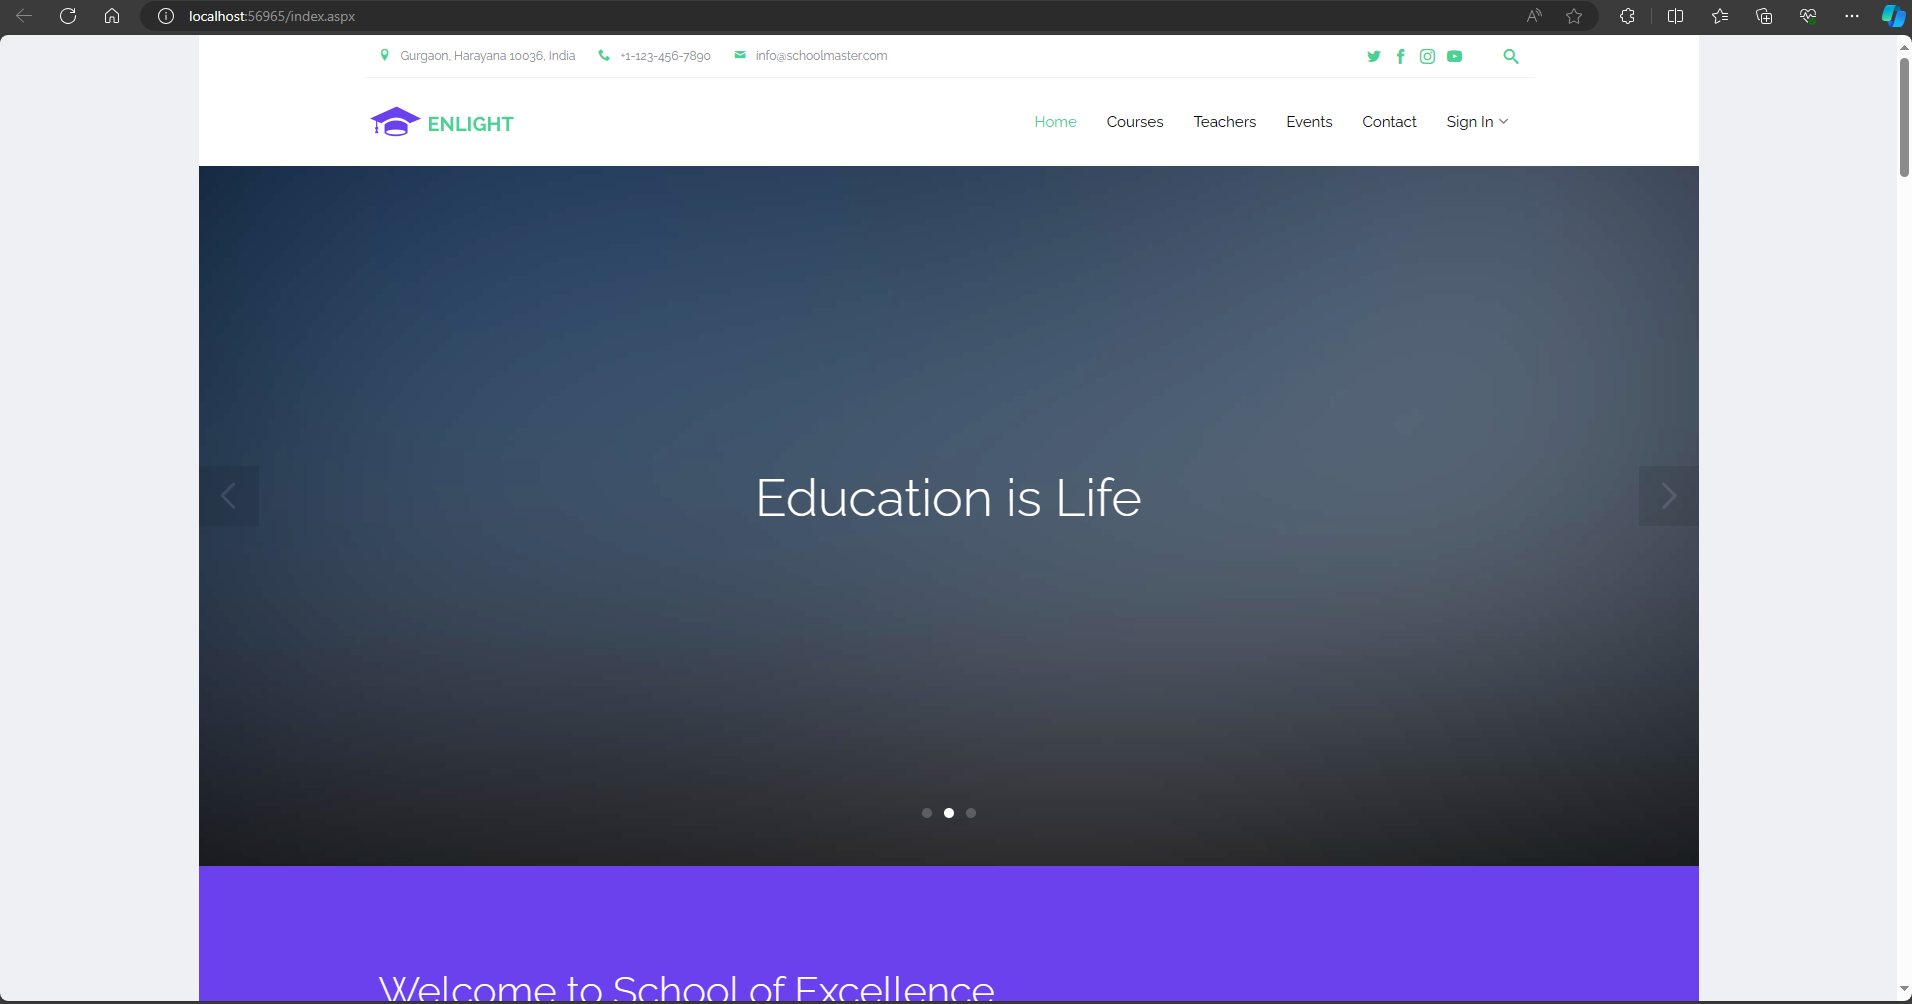 localhost:56965/index.aspx
Gurgaon, Harayana 10036, India +1-123-456-7890 info@schoolmaster.com
ENLIGHT
Home Courses Teachers Events Contact Sign In
Education is Life
Welcome to School of Excellence